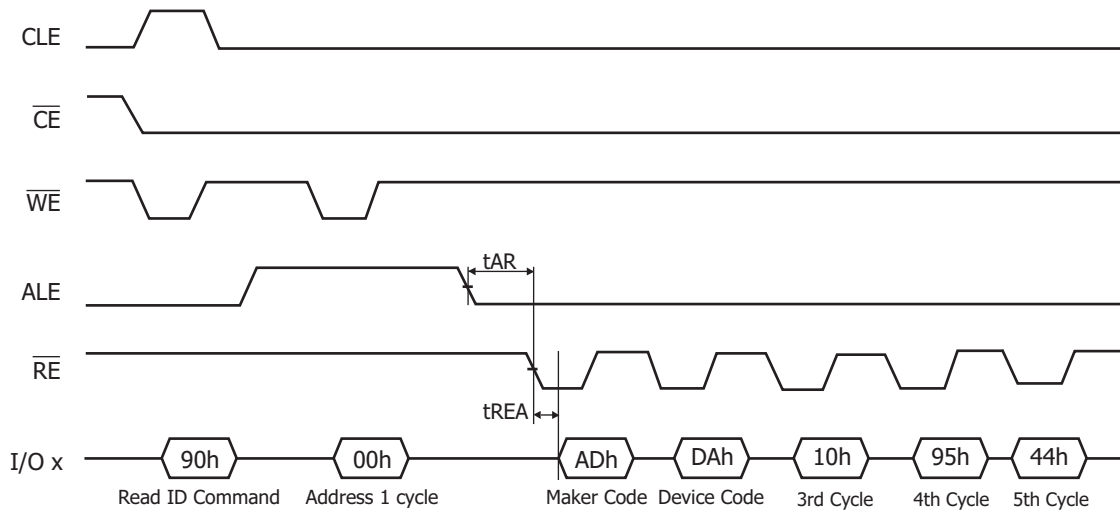 CLE
CE
WE
ALE
tAR
RE
tREA
I/O x
90h 00h ADh DAh 10h 95h 44h
Read ID Command Address 1 cycle Maker Code Device Code 3rd Cycle 4th Cycle 5th Cycle